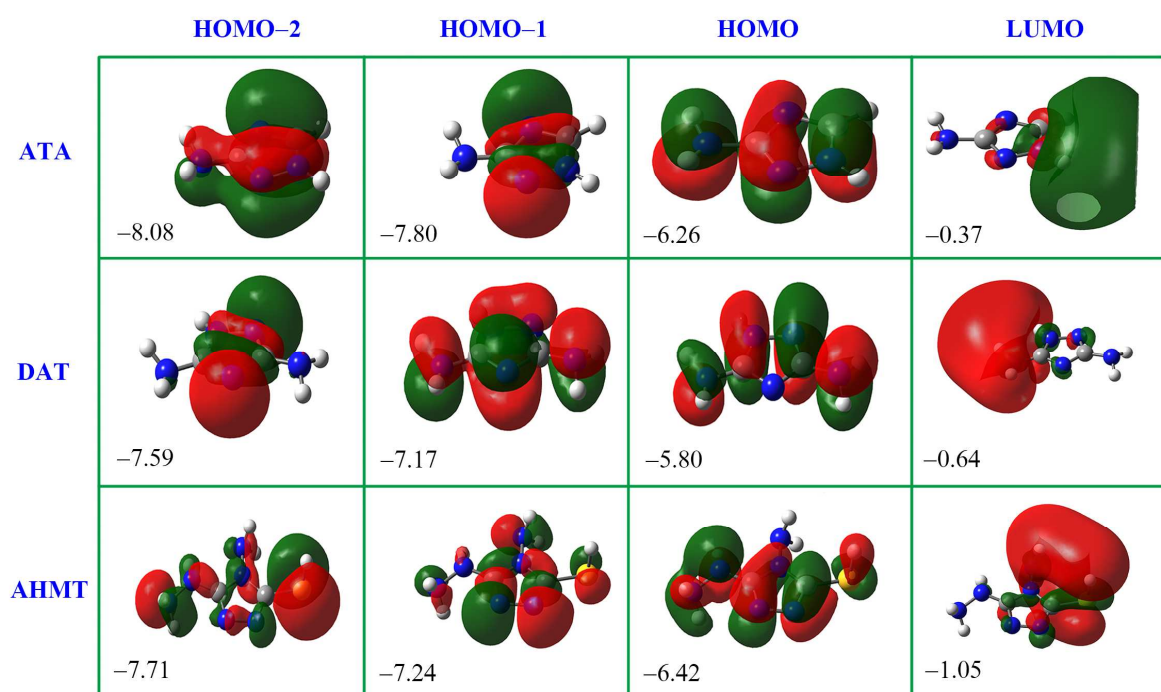 HOMO–2 HOMO–1 HOMO LUMO
ATA
–8.08 –7.80 –6.26 –0.37
DAT
–7.59 –7.17 –5.80 –0.64
AHMT
–7.71 –7.24 –6.42 –1.05